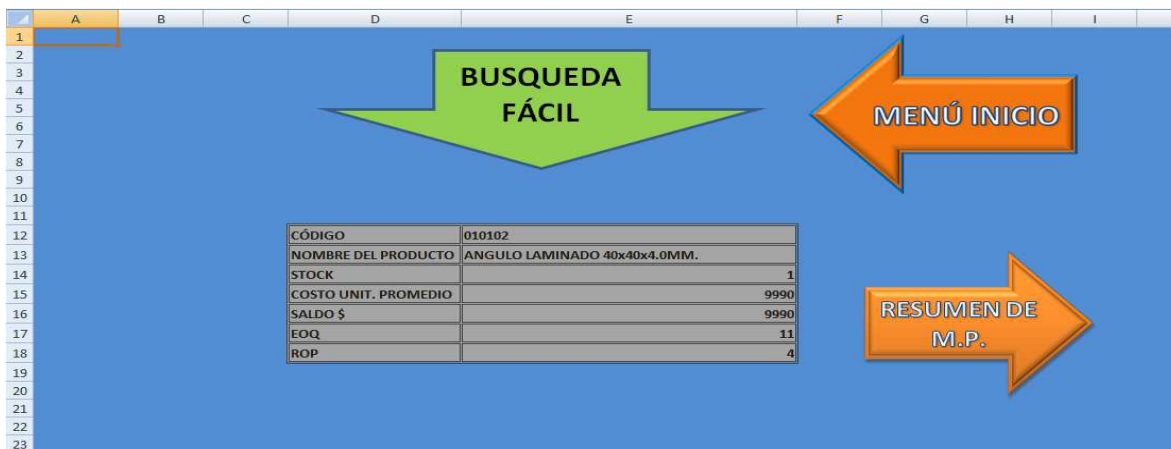 A B C D E F G H I
1
2
3
4
5
6
7
8
9
10
11
12
13
14
15
16
17
18
19
20
21
22
23
BUSQUEDA
FÁCIL
MENÚ INICIO
CÓDIGO 010102
NOMBRE DEL PRODUCTO ANGULO LAMINADO 40x40x4.0MM.
STOCK 1
COSTO UNIT. PROMEDIO 9990
SALDO $ 9990
EOQ 11
ROP 4
RESUMEN DE
M.P.